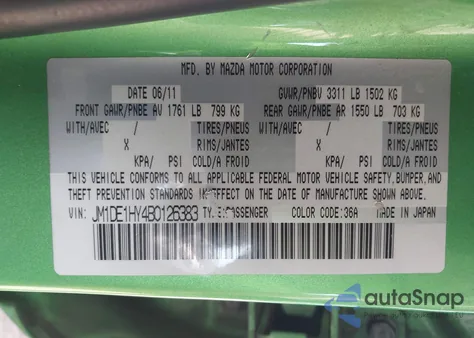 MFD. BY MAZDA MOTOR CORPORATION
DATE 06/11 GVWR/PNBV 3311 LB 1502 KG
FRONT GAWR/PNBE AV 1761 LB 799 KG REAR GAWR/PNBE AR 1550 LB 703 KG
WITH/AVEC / TIRES/PNEUS WITH/AVEC / TIRES/PNEUS
X RIMS/JANTES X RIMS/JANTES
KPA/ PSI COLD/A FROID KPA/ PSI COLD/A FROID
THIS VEHICLE CONFORMS TO ALL APPLICABLE FEDERAL MOTOR VEHICLE SAFETY,BUMPER,AND
THEFT PREVENTION STANDARDS IN EFFECT ON THE DATE OF MANUFACTURE SHOWN ABOVE.
VIN: JM1DE1HY4B0126383 COLOR CODE:36A MADE IN JAPAN
autoSnap
www.autosnap.com